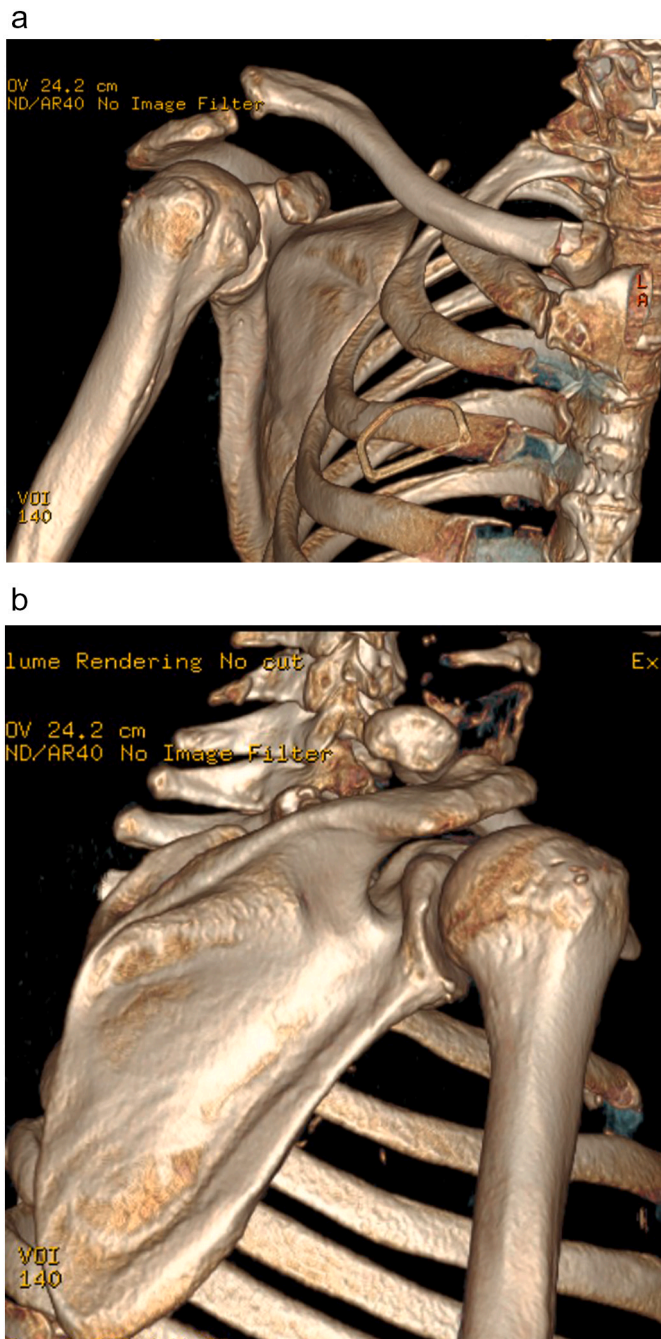 a
OV 24.2 cm
ND/AR40 No Image Filter
L
A
VOI
140
b
lume Rendering No cut
Ex
OV 24.2 cm
ND/AR40 No Image Filter
VOI
140